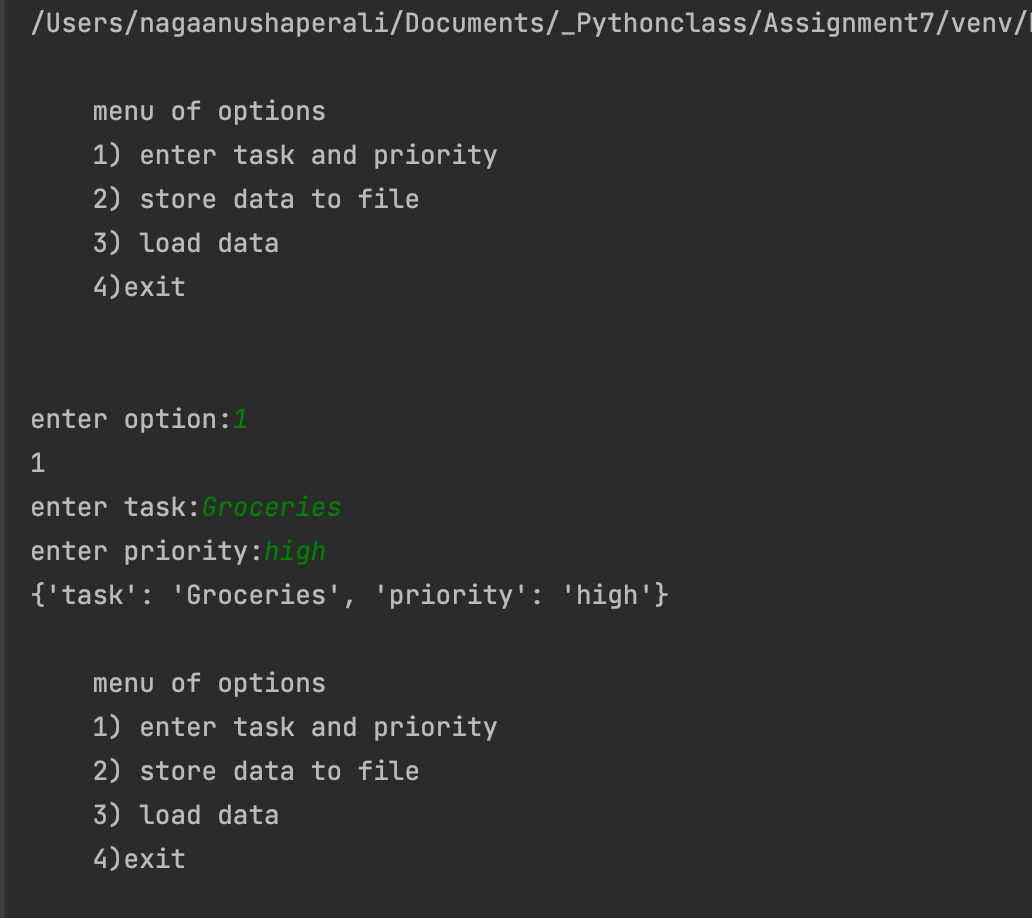 /Users/nagaanushaperali/Documents/_Pythonclass/Assignment7/venv/
menu of options
1) enter task and priority
2) store data to file
3) load data
4)exit
enter option:1
1
enter task:Groceries
enter priority:high
{'task': 'Groceries', 'priority': 'high'}
menu of options
1) enter task and priority
2) store data to file
3) load data
4)exit